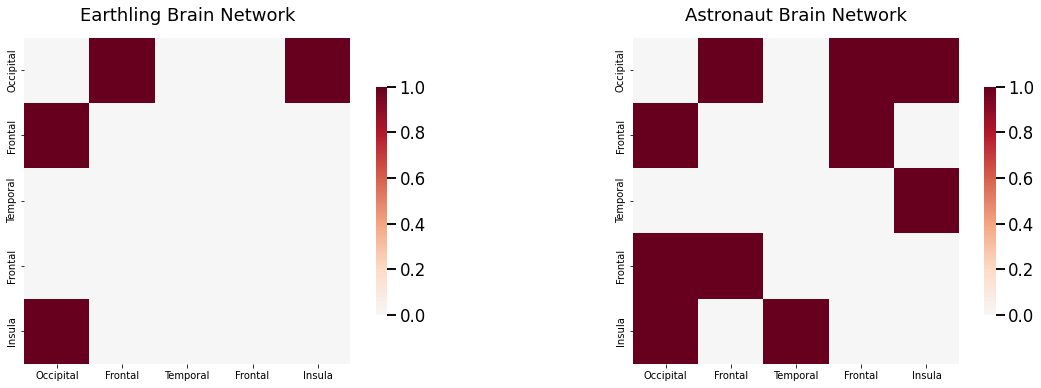 Earthling Brain Network
Astronaut Brain Network
Occipital
Frontal
Temporal
Frontal
Insula
Occipital Frontal Temporal Frontal Insula
1.0
0.8
0.6
0.4
0.2
0.0
Occipital
Frontal
Temporal
Frontal
Insula
Occipital Frontal Temporal Frontal Insula
1.0
0.8
0.6
0.4
0.2
0.0